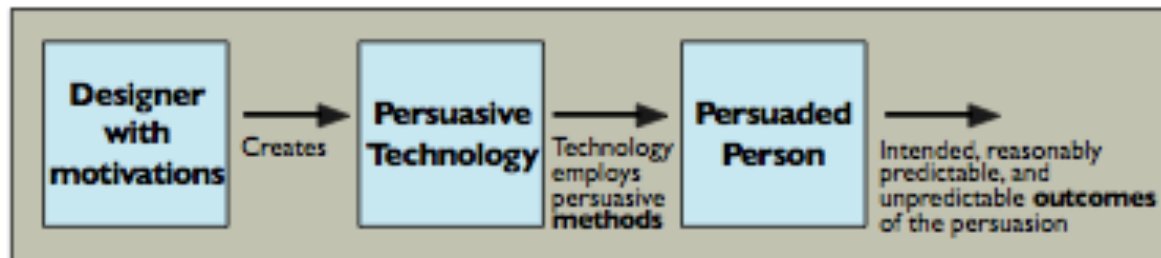 Designer
with
motivations
Creates
Persuasive
Technology
Technology
employs
persuasive
methods
Persuaded
Person
Intended, reasonably
predictable, and
unpredictable outcomes
of the persuasion